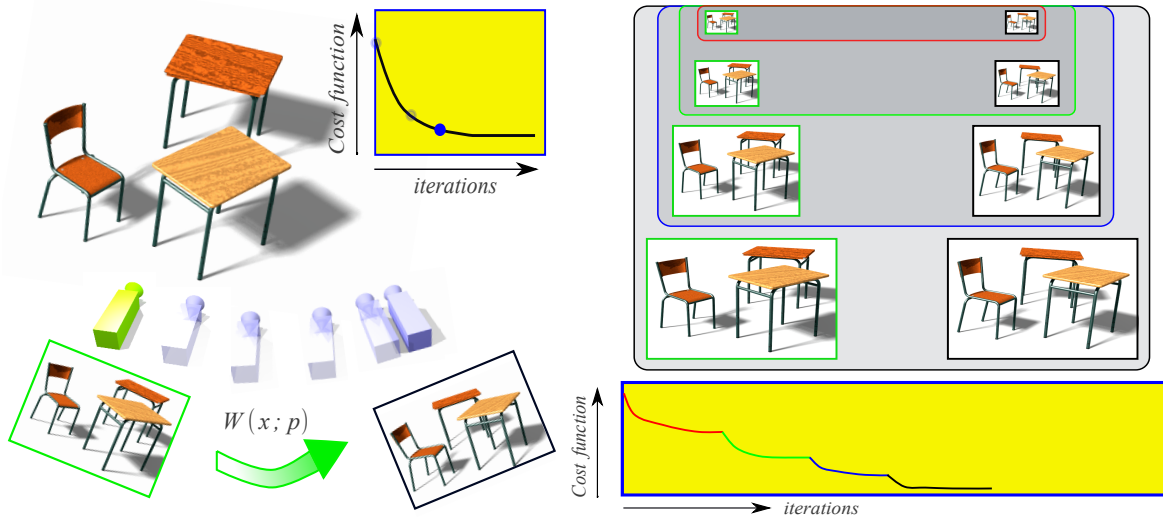 Cost function
iterations
W(x; p)
Cost function
iterations